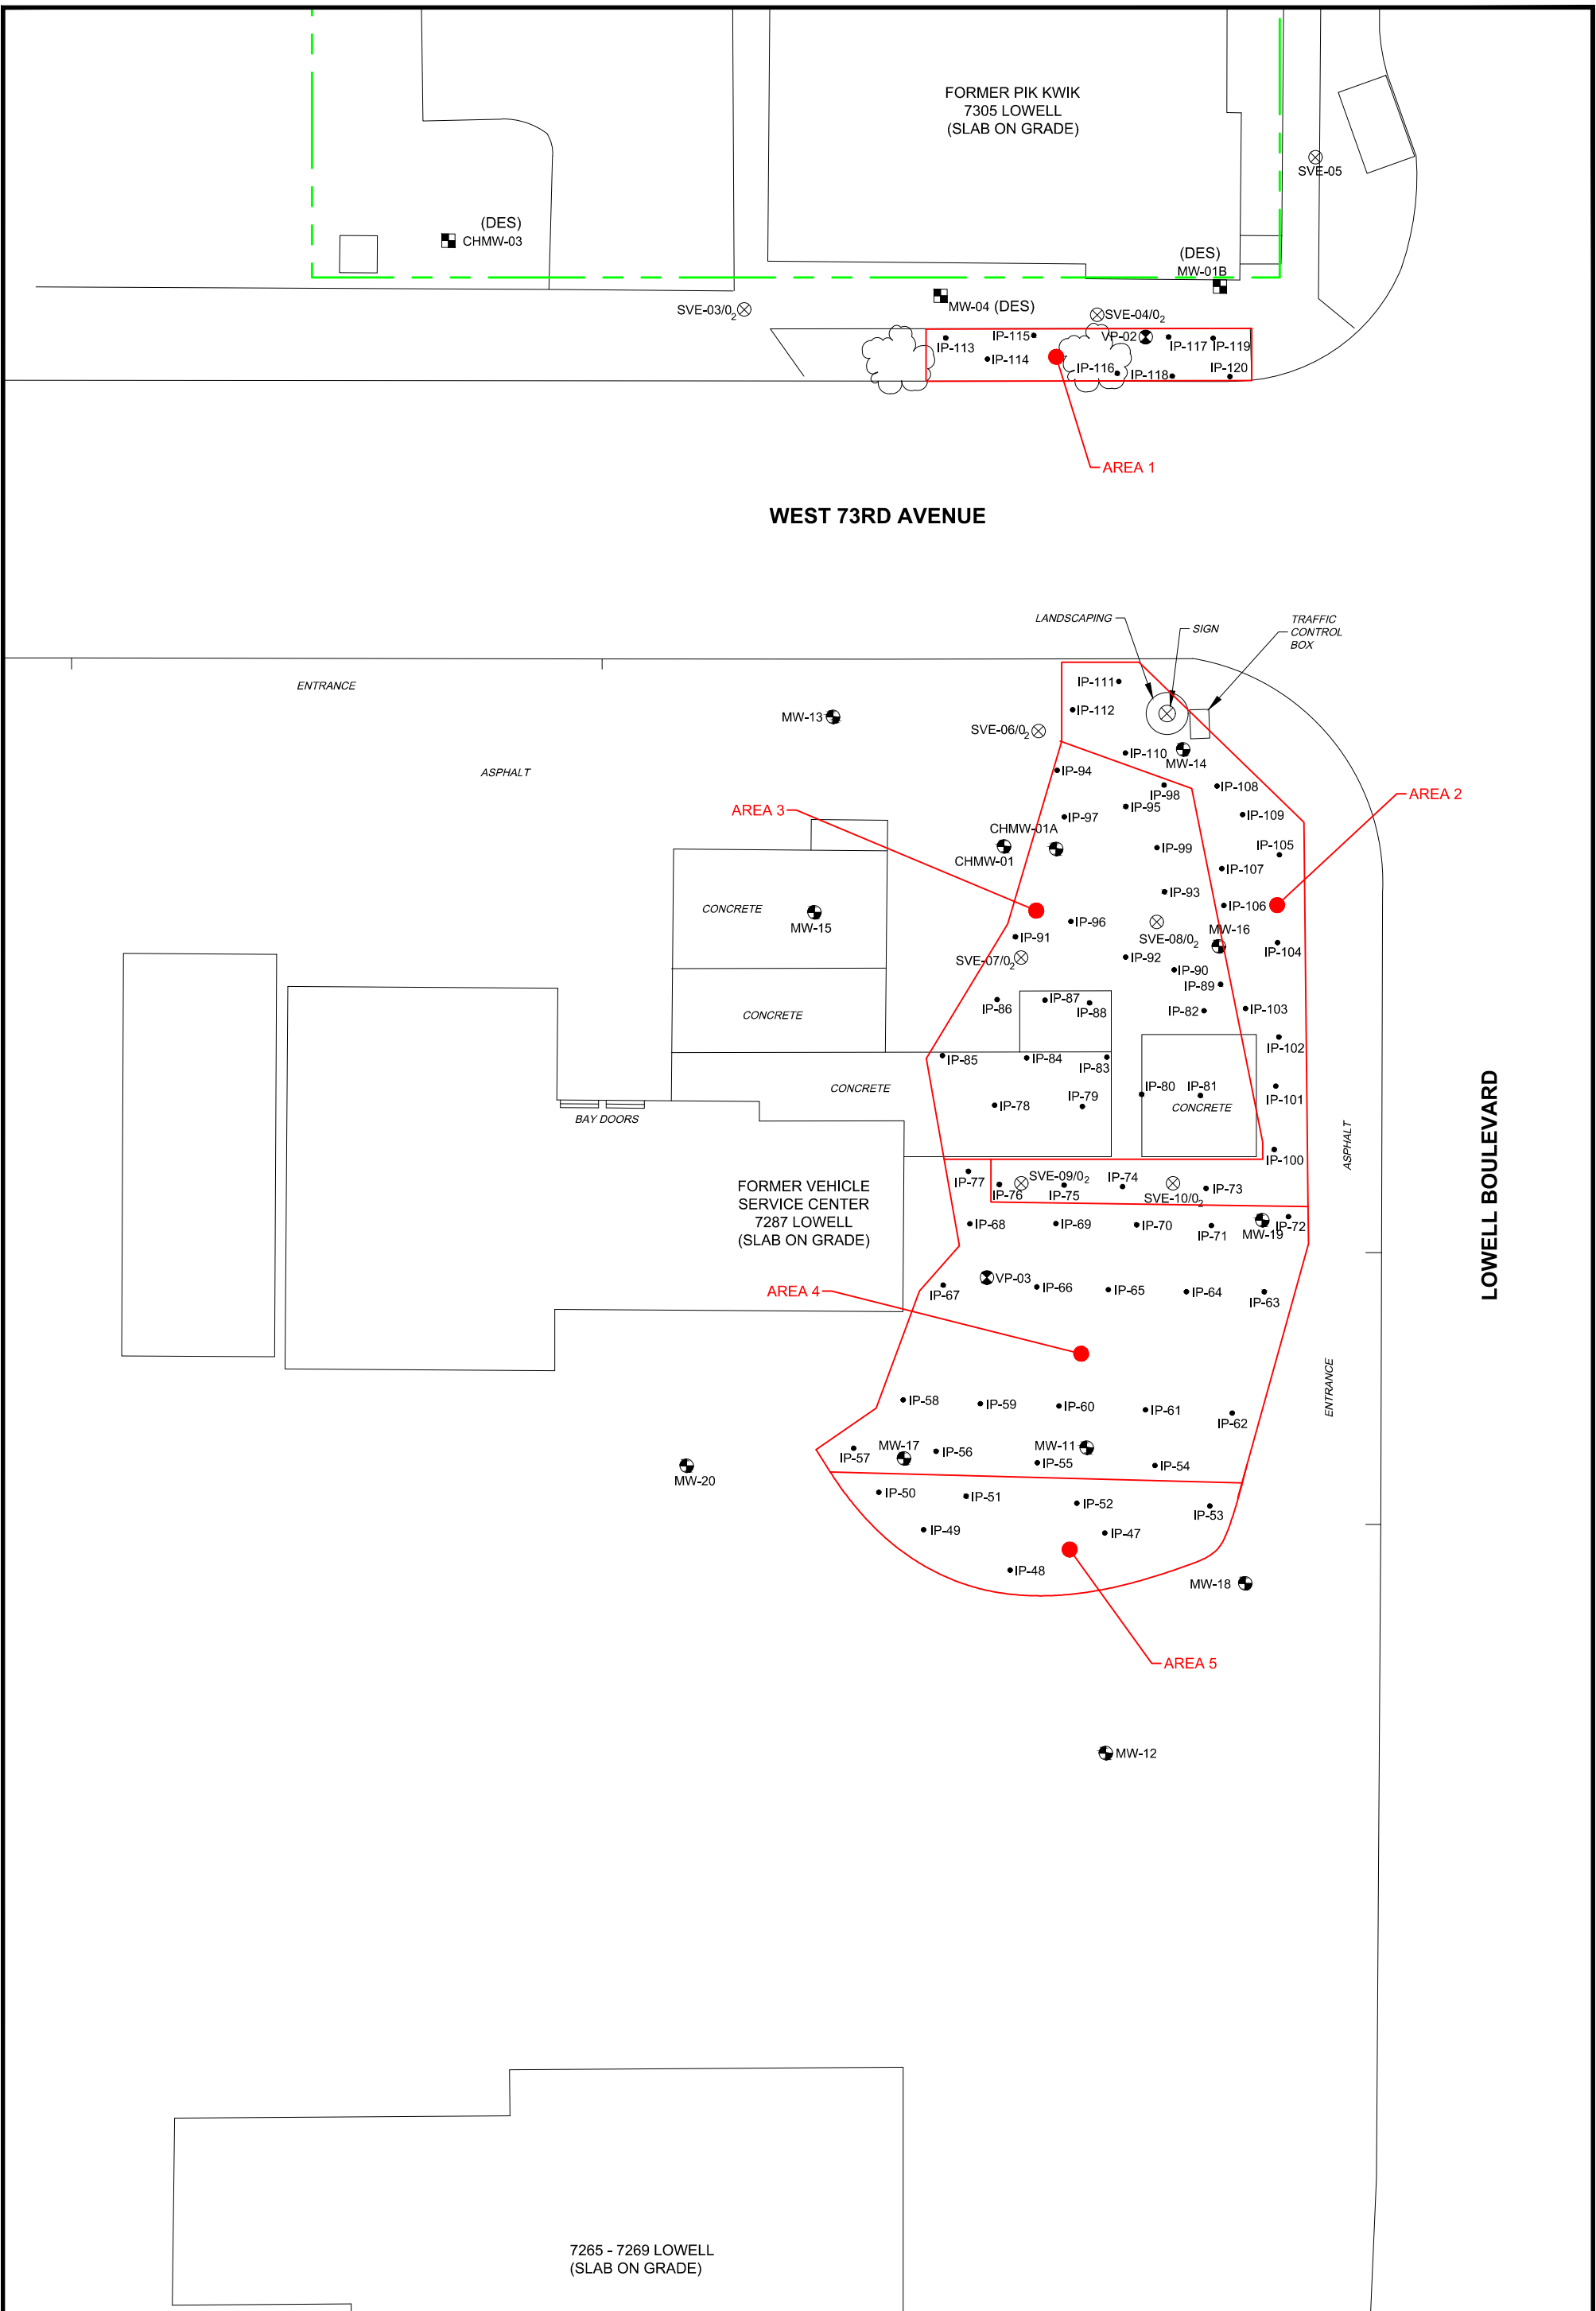 FORMER PIK KWIK
7305 LOWELL
(SLAB ON GRADE)
SVE-05
(DES)
CHMW-03
(DES)
MW-01B
SVE-03/0₂
MW-04 (DES)
SVE-04/0₂
IP-113
IP-115
VP-02
IP-117
IP-119
IP-114
IP-116
IP-118
IP-120
AREA 1
WEST 73RD AVENUE
LANDSCAPING
SIGN
TRAFFIC
CONTROL
BOX
ENTRANCE
IP-111
IP-112
MW-13
SVE-06/0₂
ASPHALT
IP-110
MW-14
IP-94
IP-98
IP-108
AREA 2
AREA 3
IP-95
IP-97
IP-109
CHMW-01A
CHMW-01
IP-99
IP-105
IP-107
IP-93
CONCRETE
MW-15
IP-106
IP-96
MW-16
IP-91
SVE-08/0₂
IP-104
SVE-07/0₂
IP-92
IP-90
IP-89
CONCRETE
IP-86
IP-87
IP-88
IP-82
IP-103
IP-102
IP-85
IP-84
IP-83
CONCRETE
IP-80
IP-81
IP-101
IP-78
IP-79
CONCRETE
BAY DOORS
ASPHALT
LOWELL BOULEVARD
IP-100
FORMER VEHICLE
SERVICE CENTER
7287 LOWELL
(SLAB ON GRADE)
IP-77
IP-76
SVE-09/0₂
IP-75
IP-74
SVE-10/0₂
IP-73
IP-68
IP-69
IP-70
IP-71
MW-19
IP-72
VP-03
AREA 4
IP-67
IP-66
IP-65
IP-64
IP-63
ENTRANCE
IP-58
IP-59
IP-60
IP-61
IP-62
IP-57
MW-17
IP-56
MW-11
IP-55
IP-54
MW-20
IP-50
IP-51
IP-52
IP-53
IP-49
IP-47
IP-48
MW-18
AREA 5
MW-12
7265 - 7269 LOWELL
(SLAB ON GRADE)